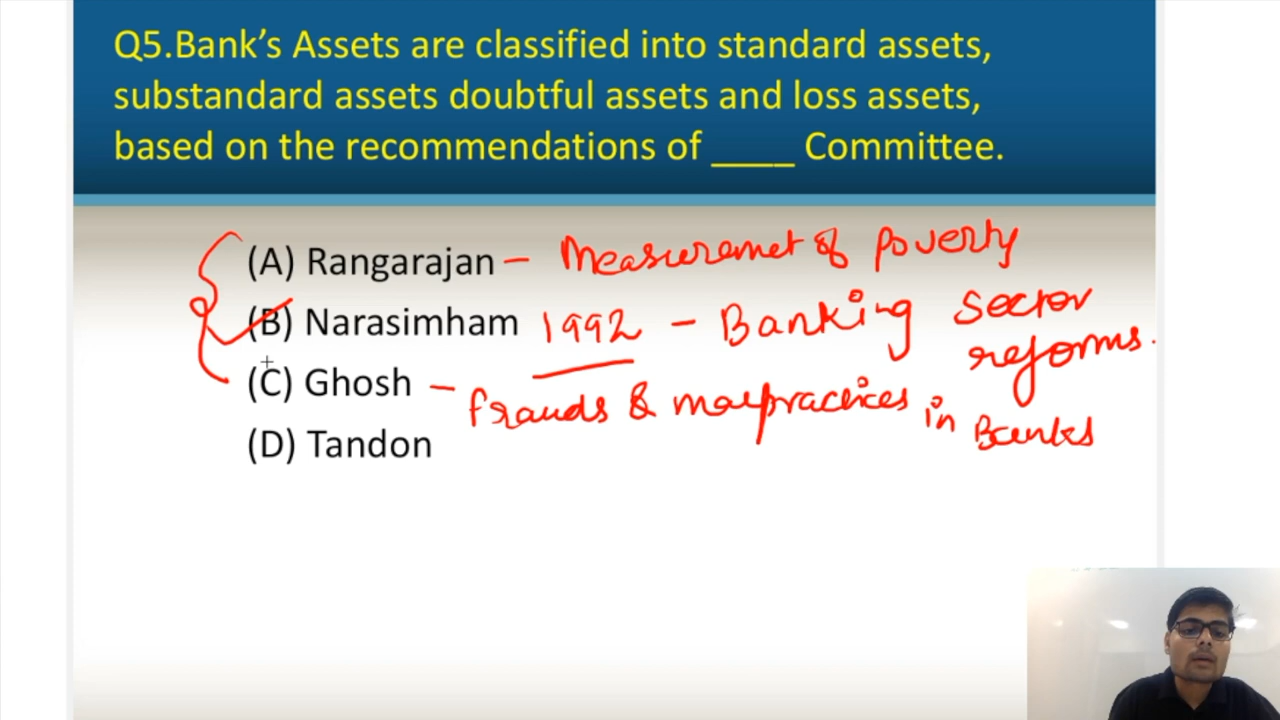 Q5.Bank's Assets are classified into standard assets,
substandard assets doubtful assets and loss assets,
based on the recommendations of ____ Committee.
(A) Rangarajan – Measuremet of poverty
(B) Narasimham 1992 – Banking sector
reforms.
(C) Ghosh – frauds & malpractices in Banks
(D) Tandon